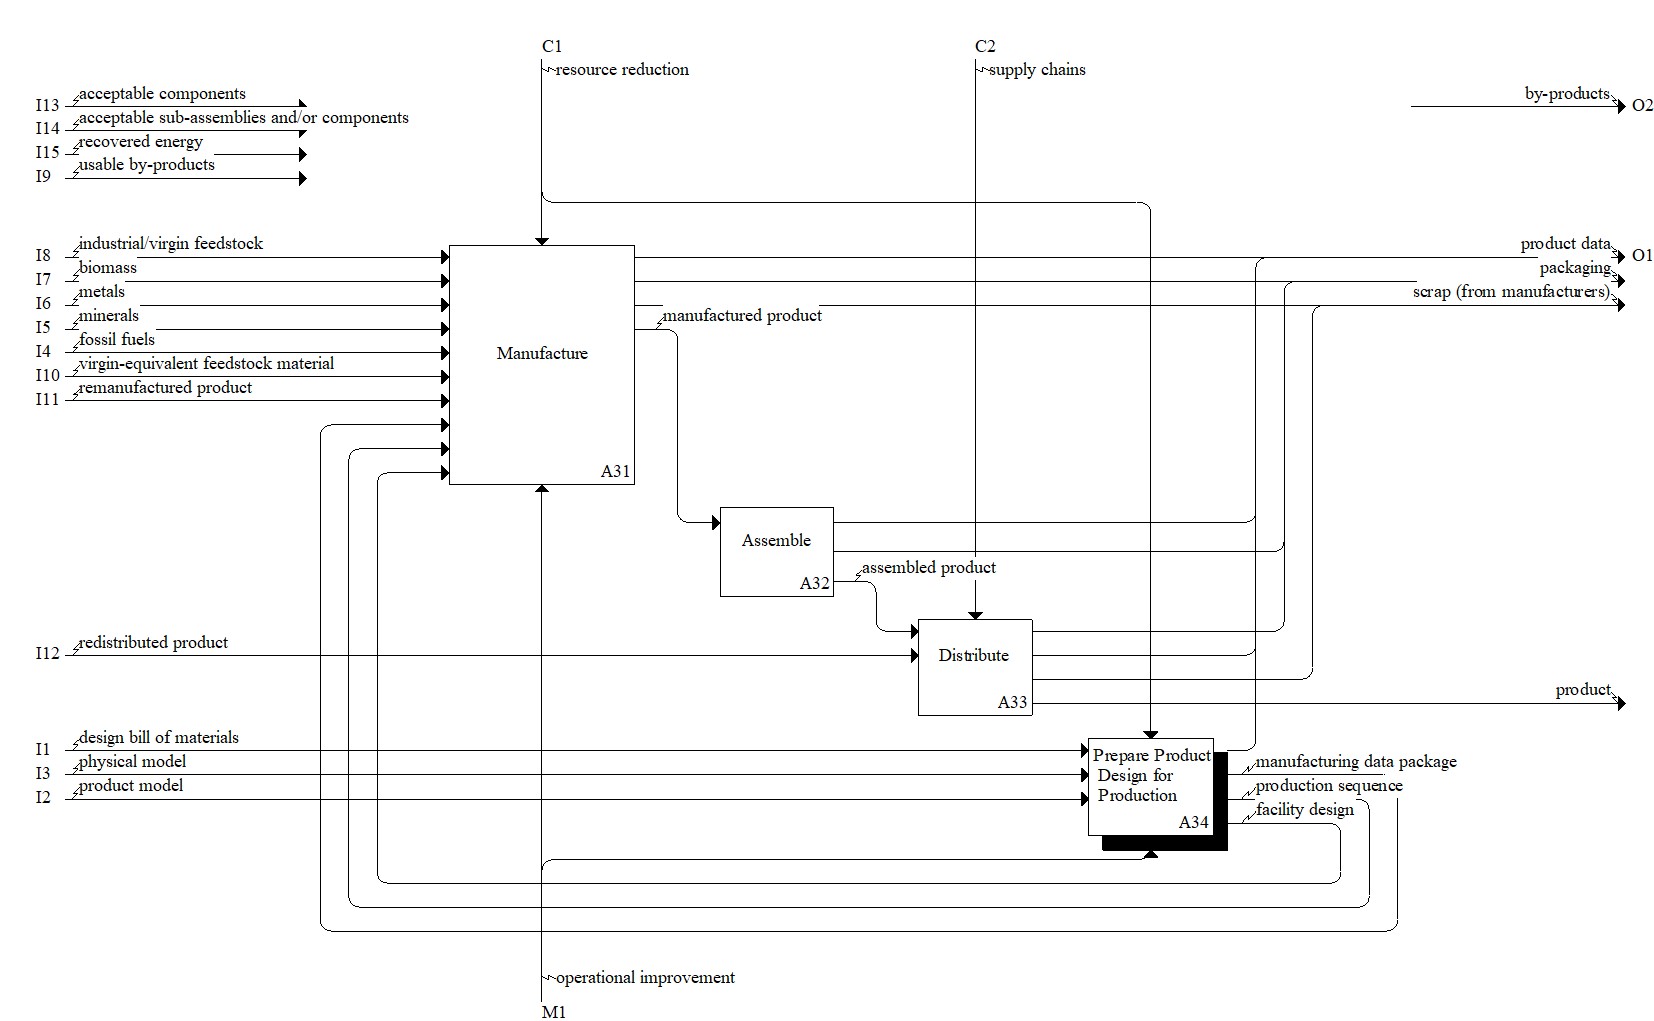 C1
C2
resource reduction
supply chains
I13
acceptable components
by-products
O2
I14
acceptable sub-assemblies and/or components
I15
recovered energy
I9
usable by-products
I8
industrial/virgin feedstock
product data
O1
I7
biomass
packaging
I6
metals
scrap (from manufacturers)
I5
minerals
manufactured product
I4
fossil fuels
Manufacture
I10
virgin-equivalent feedstock material
I11
remanufactured product
A31
Assemble
A32
assembled product
I12
redistributed product
Distribute
A33
product
I1
design bill of materials
I3
physical model
I2
product model
Prepare Product
Design for
Production
A34
manufacturing data package
production sequence
facility design
operational improvement
M1